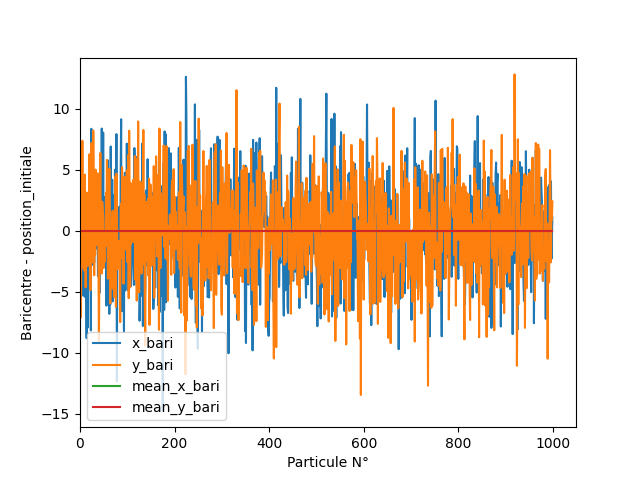 10
5
0
−5
−10
−15
Baricentre - position_initiale
x_bari
y_bari
mean_x_bari
mean_y_bari
0 200 400 600 800 1000
Particule N°